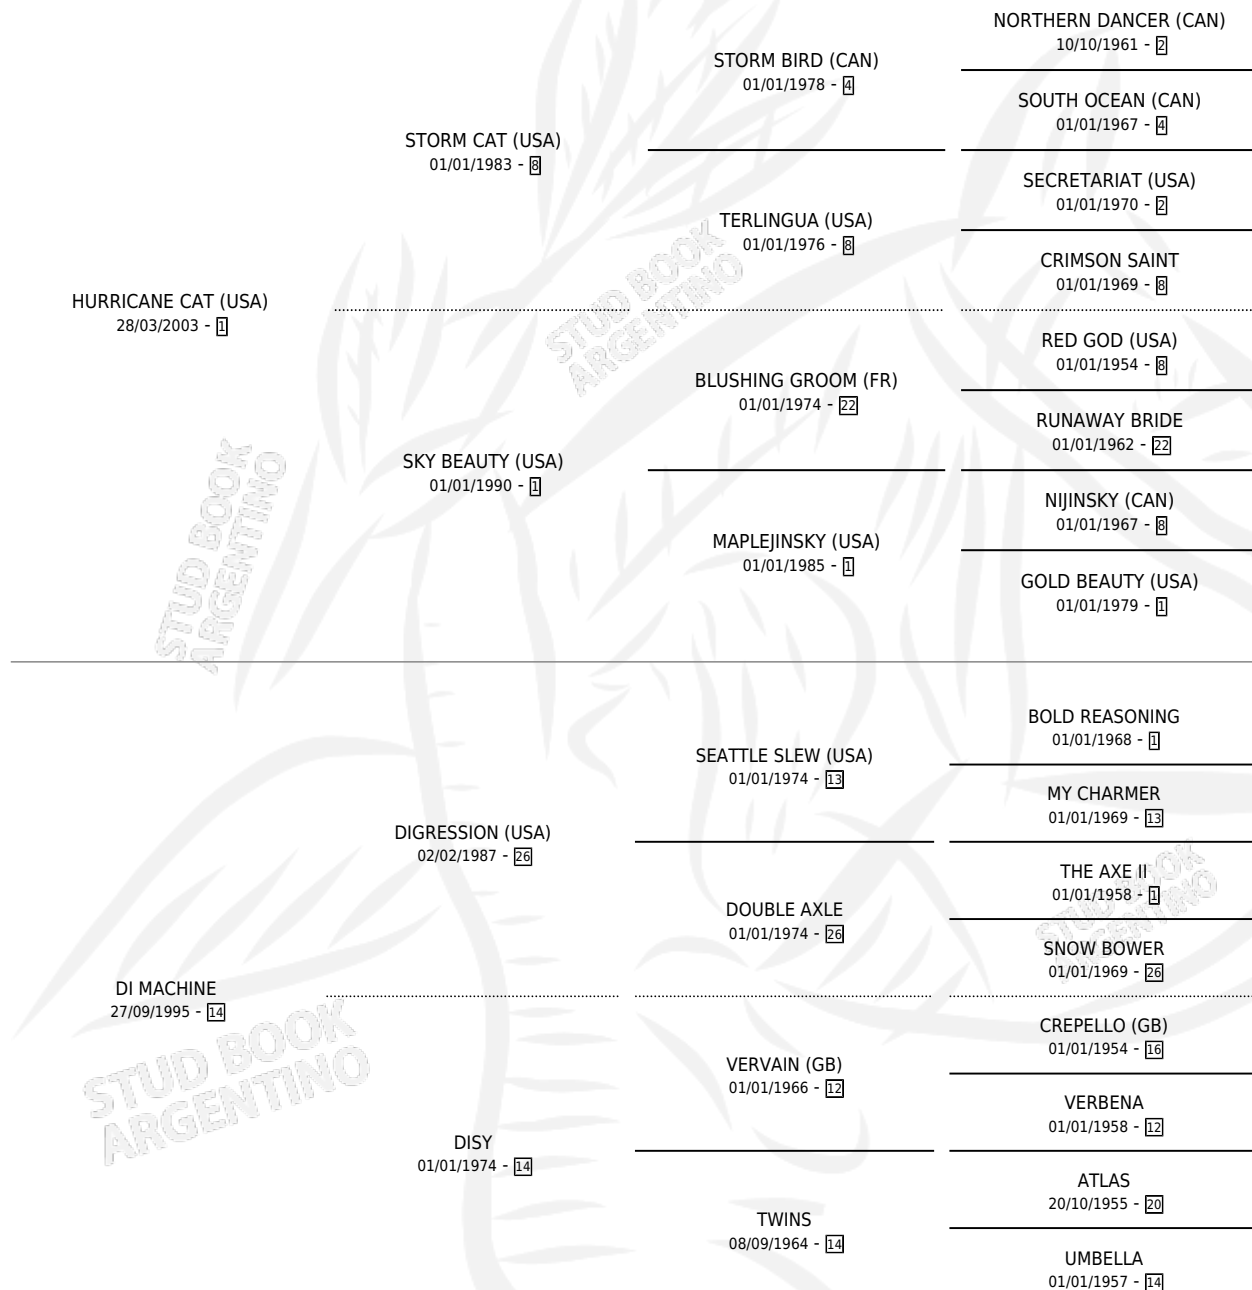 NORTHERN DANCER (CAN)
10/10/1961 - 2
STORM BIRD (CAN)
01/01/1978 - 4
SOUTH OCEAN (CAN)
01/01/1967 - 4
STORM CAT (USA)
01/01/1983 - 8
SECRETARIAT (USA)
01/01/1970 - 2
TERLINGUA (USA)
01/01/1976 - 8
CRIMSON SAINT
01/01/1969 - 8
HURRICANE CAT (USA)
28/03/2003 - 1
STUD BOOK
ARGENTINO
RED GOD (USA)
01/01/1954 - 8
BLUSHING GROOM (FR)
01/01/1974 - 22
RUNAWAY BRIDE
01/01/1962 - 22
SKY BEAUTY (USA)
01/01/1990 - 1
NIJINSKY (CAN)
01/01/1967 - 8
MAPLEJINSKY (USA)
01/01/1985 - 1
GOLD BEAUTY (USA)
01/01/1979 - 1
STUD BOOK
ARGENTINO
BOLD REASONING
01/01/1968 - 1
SEATTLE SLEW (USA)
01/01/1974 - 13
MY CHARMER
01/01/1969 - 13
DIGRESSION (USA)
02/02/1987 - 26
THE AXE II
01/01/1958 - 1
DOUBLE AXLE
01/01/1974 - 26
STUD BOOK
ARGENTINO
SNOW BOWER
01/01/1969 - 26
DI MACHINE
27/09/1995 - 14
STUD BOOK
ARGENTINO
CREPELLO (GB)
01/01/1954 - 16
VERVAIN (GB)
01/01/1966 - 12
VERBENA
01/01/1958 - 12
DISY
01/01/1974 - 14
ATLAS
20/10/1955 - 20
TWINS
08/09/1964 - 14
UMBELLA
01/01/1957 - 14